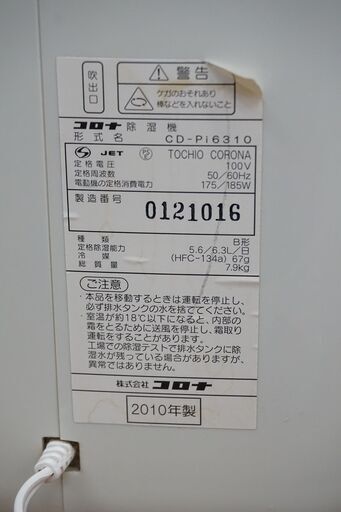 吹出口
警告
ケガのおそれあり
棒などを入れないこと
コロナ 除湿機
形式名 CD-Pi6310
JET PS E TOCHIO CORONA
定格電圧 100V
定格周波数 50/60Hz
電動機の定格消費電力 175/185W
製造番号 0121016
種類 B形
定格除湿能力 5.6/6.3L/日
冷媒 (HFC-134a) 67g
総質量 7.9kg
ご注意
・本品を移動するときは運転を停止し、
必ず排水タンクの水を捨ててください。
・室温が約18℃以下になると、内部の
霜をとるために送風を停止し、霜取り
運転をすることがあります。
・工場での除湿テストで排水タンクに除
湿水が残っている場合がありますが、
異常ではありません。
株式会社 コロナ
2010年製